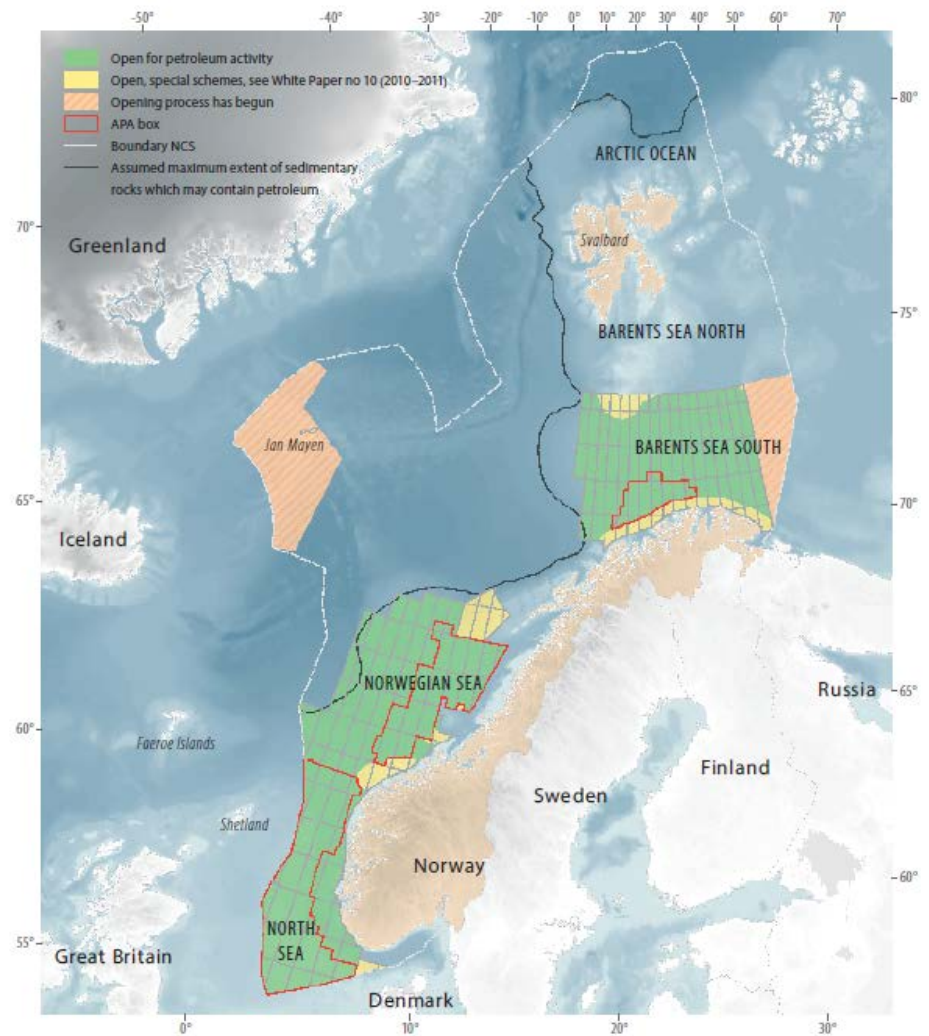 -50°
-40°
-30°
-20°
-10°
0°
10°
20°
30°
40°
50°
60°
70°
Open for petroleum activity
Open, special schemes, see White Paper no 10 (2010–2011)
Opening process has begun
APA box
Boundary NCS
Assumed maximum extent of sedimentary
rocks which may contain petroleum
80°
ARCTIC OCEAN
70°
Greenland
Svalbard
75°
BARENTS SEA NORTH
Jan Mayen
BARENTS SEA SOUTH
65°
70°
Iceland
NORWEGIAN SEA
Russia
65°
60°
Faeroe Islands
Finland
Sweden
Shetland
Norway
60°
NORTH
SEA
55°
Great Britain
Denmark
0°
10°
20°
30°